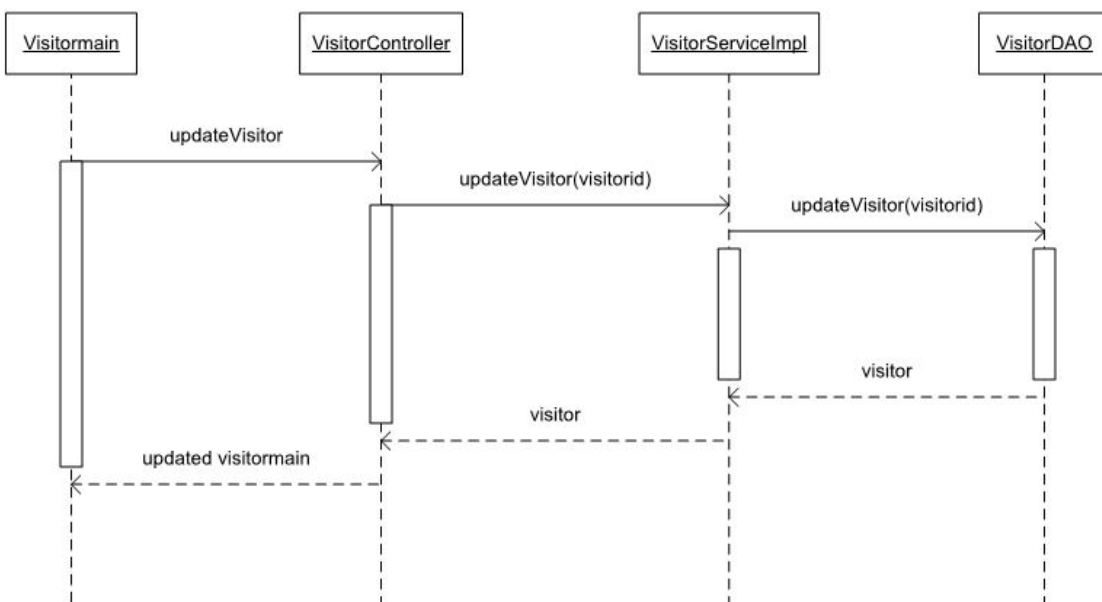 Visitormain
VisitorController
VisitorServiceImpl
VisitorDAO
updateVisitor
updateVisitor(visitorid)
updateVisitor(visitorid)
visitor
visitor
updated visitormain